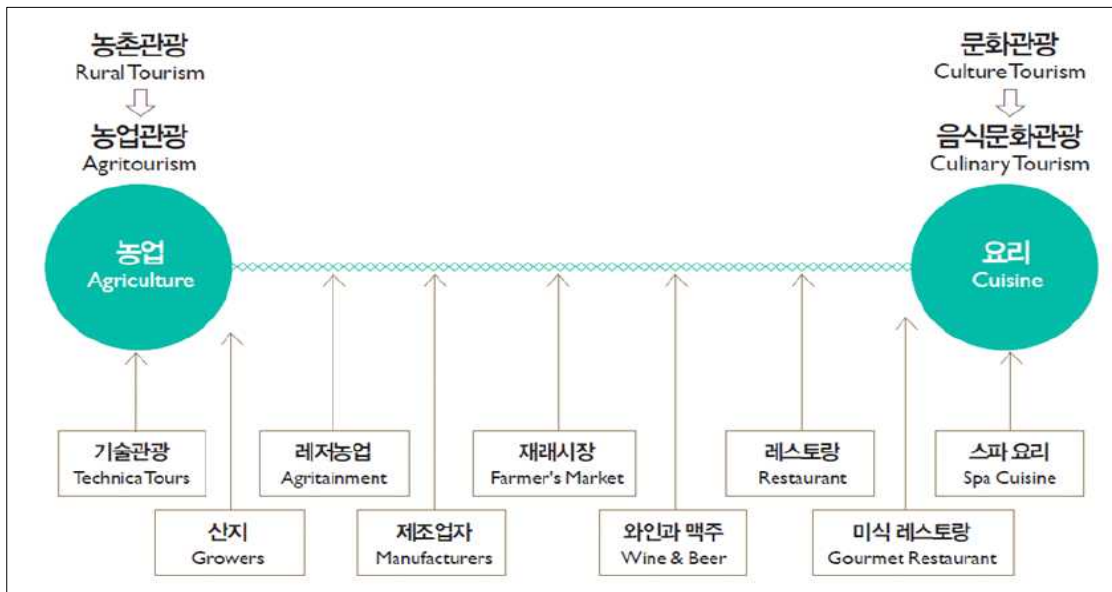 농촌관광
Rural Tourism
문화관광
Culture Tourism
농업관광
Agritourism
음식문화관광
Culinary Tourism
농업
Agriculture
요리
Cuisine
기술관광
Technica Tours
레저농업
Agritainment
재래시장
Farmer's Market
레스토랑
Restaurant
스파 요리
Spa Cuisine
산지
Growers
제조업자
Manufacturers
와인과 맥주
Wine & Beer
미식 레스토랑
Gourmet Restaurant